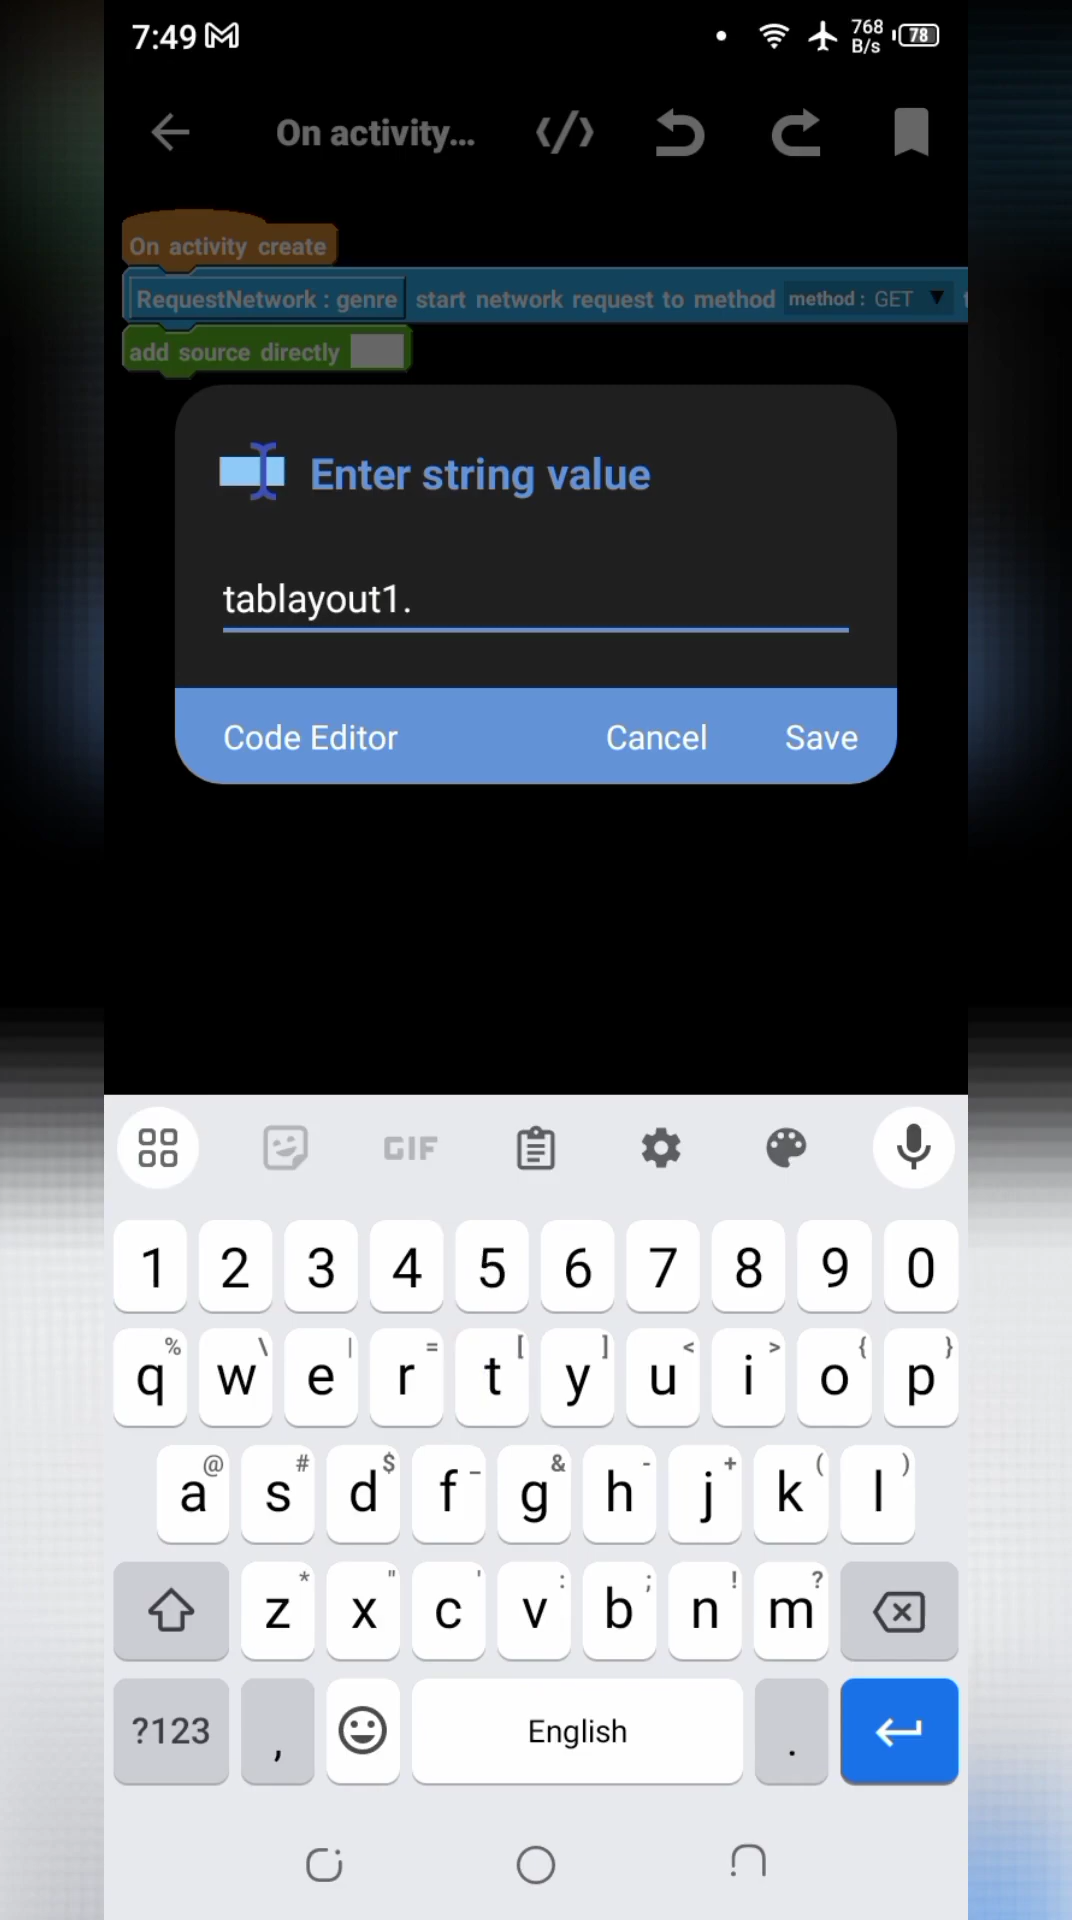 7:49 768 B/s 78
On activity...
On activity create
RequestNetwork : genre start network request to method method : GET
add source directly
Enter string value
tablayout1.
Code Editor Cancel Save
GIF
1 2 3 4 5 6 7 8 9 0
% \ | = [ ] < > { }
q w e r t y u i o p
@ # $ _ & - + ( )
a s d f g h j k l
* " ' : ; ! ?
z x c v b n m
?123 , English .